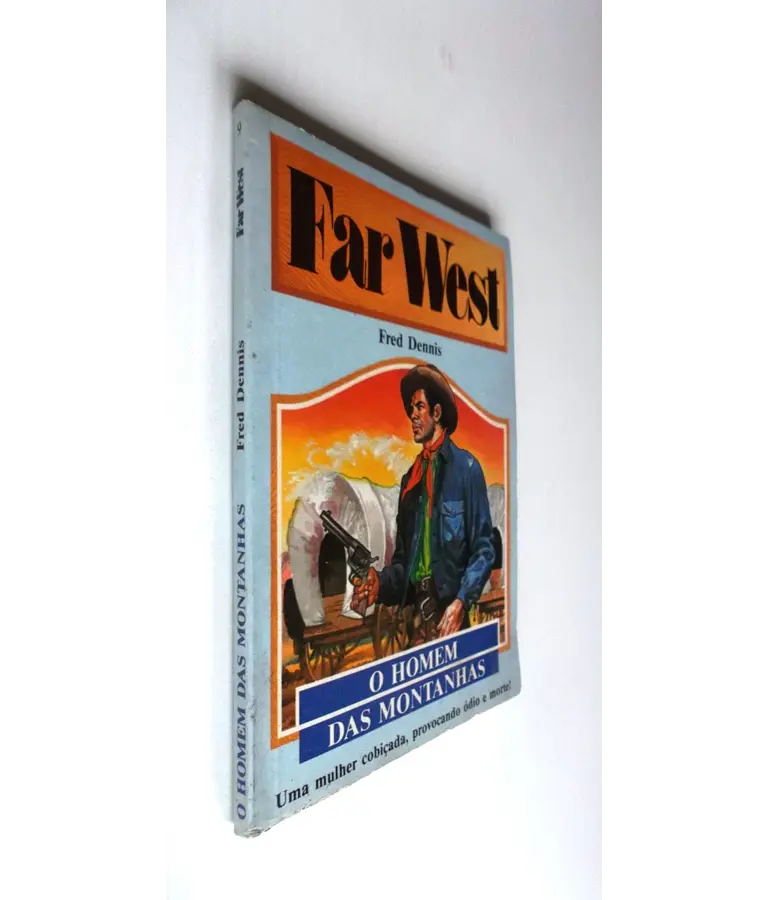 Far West
Fred Dennis
O HOMEM
DAS MONTANHAS
Uma mulher cobiçada, provocando ódio e morte!
O HOMEM DAS MONTANHAS Fred Dennis Far West 9